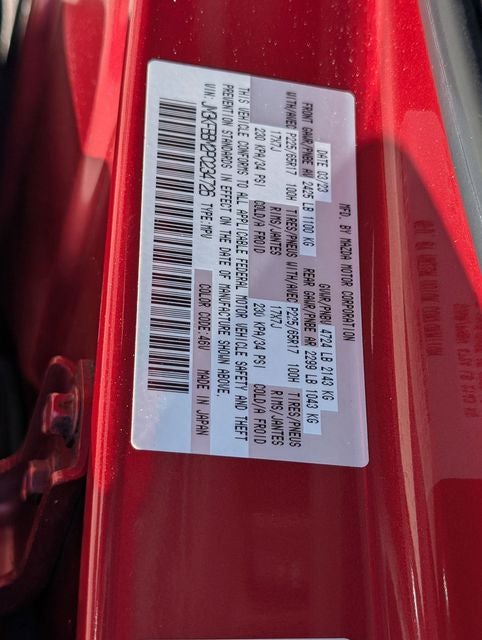 MFD. BY MAZDA MOTOR CORPORATION
DATE 03/23 GVWR/PNBV 4724 LB 2143 KG
FRONT GAWR/PNBE AV 2425 LB 1100 KG REAR GAWR/PNBE AR 2299 LB 1043 KG
WITH/AVEC P225/65R17 100H TIRES/PNEUS WITH/AVEC P225/65R17 100H TIRES/PNEUS
17X7J RIMS/JANTES 17X7J RIMS/JANTES
230 KPA/34 PSI COLD/A FROID 230 KPA/34 PSI COLD/A FROID
THIS VEHICLE CONFORMS TO ALL APPLICABLE FEDERAL MOTOR VEHICLE SAFETY AND THEFT
PREVENTION STANDARDS IN EFFECT ON THE DATE OF MANUFACTURE SHOWN ABOVE.
VIN: TYPE:MPV COLOR CODE:46V MADE IN JAPAN